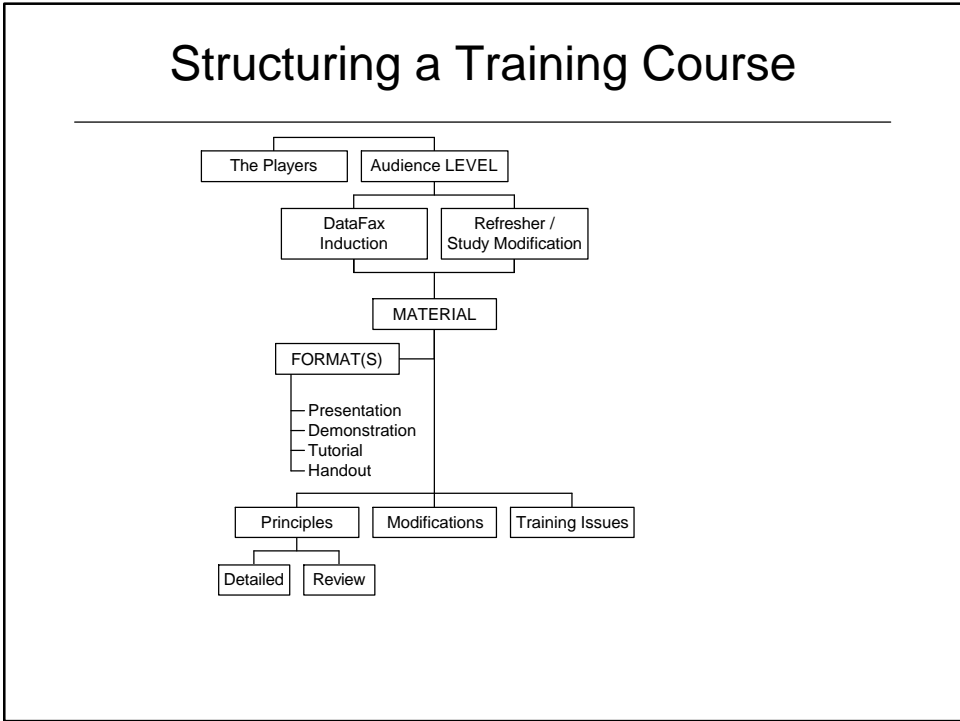 Structuring a Training Course
The Players
Audience LEVEL
DataFax
Induction
Refresher /
Study Modification
MATERIAL
FORMAT(S)
Presentation
Demonstration
Tutorial
Handout
Principles
Modifications
Training Issues
Detailed
Review